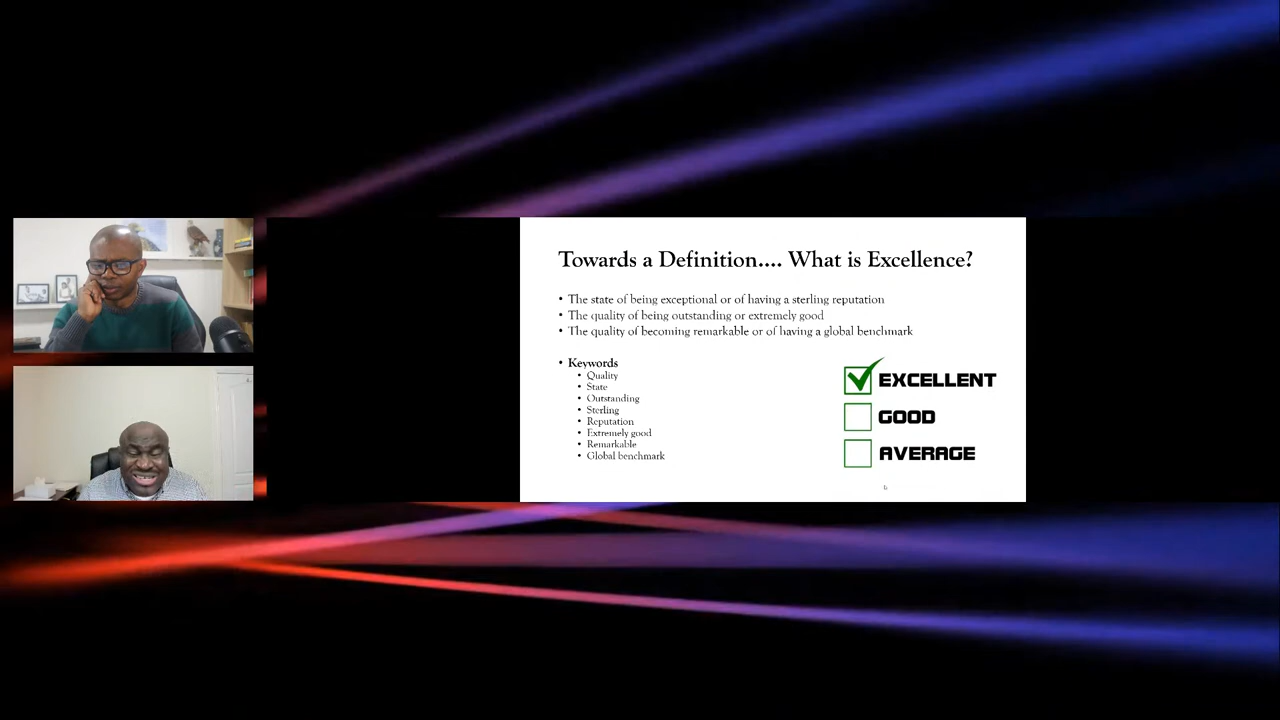 Towards a Definition.... What is Excellence?
• The state of being exceptional or of having a sterling reputation
• The quality of being outstanding or extremely good
• The quality of becoming remarkable or of having a global benchmark
• Keywords
• Quality
• State
• Outstanding
• Sterling
• Reputation
• Extremely good
• Remarkable
• Global benchmark
EXCELLENT
GOOD
AVERAGE